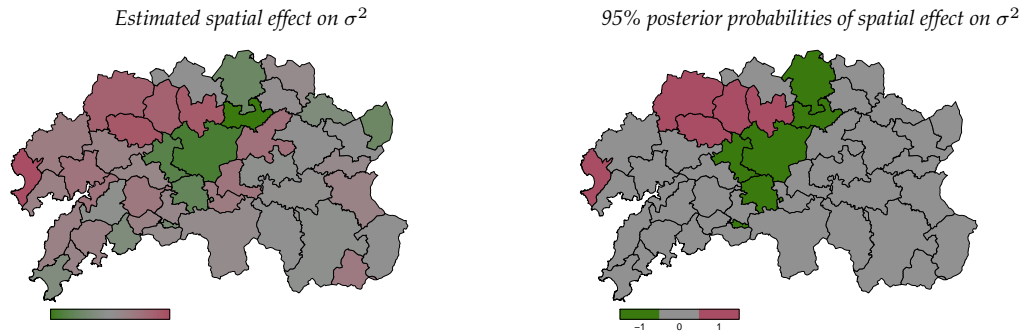 Estimated spatial effect on σ²
95% posterior probabilities of spatial effect on σ²
−1 0 1